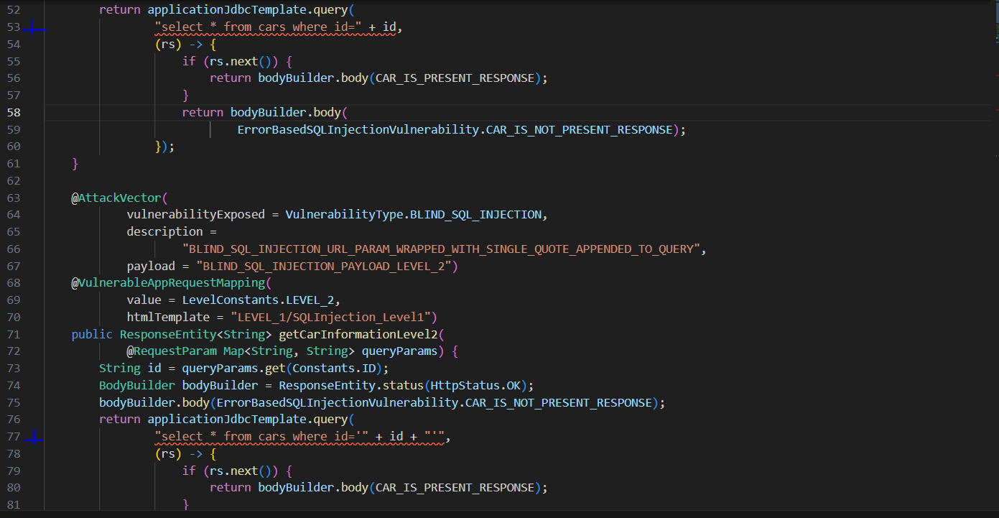 52 return applicationJdbcTemplate.query(
53 "select * from cars where id=" + id,
54 (rs) -> {
55 if (rs.next()) {
56 return bodyBuilder.body(CAR_IS_PRESENT_RESPONSE);
57 }
58 return bodyBuilder.body(
59 ErrorBasedSQLInjectionVulnerability.CAR_IS_NOT_PRESENT_RESPONSE);
60 });
61 }
62
63 @AttackVector(
64 vulnerabilityExposed = VulnerabilityType.BLIND_SQL_INJECTION,
65 description =
66 "BLIND_SQL_INJECTION_URL_PARAM_WRAPPED_WITH_SINGLE_QUOTE_APPENDED_TO_QUERY",
67 payload = "BLIND_SQL_INJECTION_PAYLOAD_LEVEL_2")
68 @VulnerableAppRequestMapping(
69 value = LevelConstants.LEVEL_2,
70 htmlTemplate = "LEVEL_1/SQLInjection_Level1")
71 public ResponseEntity<String> getCarInformationLevel2(
72 @RequestParam Map<String, String> queryParams) {
73 String id = queryParams.get(Constants.ID);
74 BodyBuilder bodyBuilder = ResponseEntity.status(HttpStatus.OK);
75 bodyBuilder.body(ErrorBasedSQLInjectionVulnerability.CAR_IS_NOT_PRESENT_RESPONSE);
76 return applicationJdbcTemplate.query(
77 "select * from cars where id='" + id + "'",
78 (rs) -> {
79 if (rs.next()) {
80 return bodyBuilder.body(CAR_IS_PRESENT_RESPONSE);
81 }